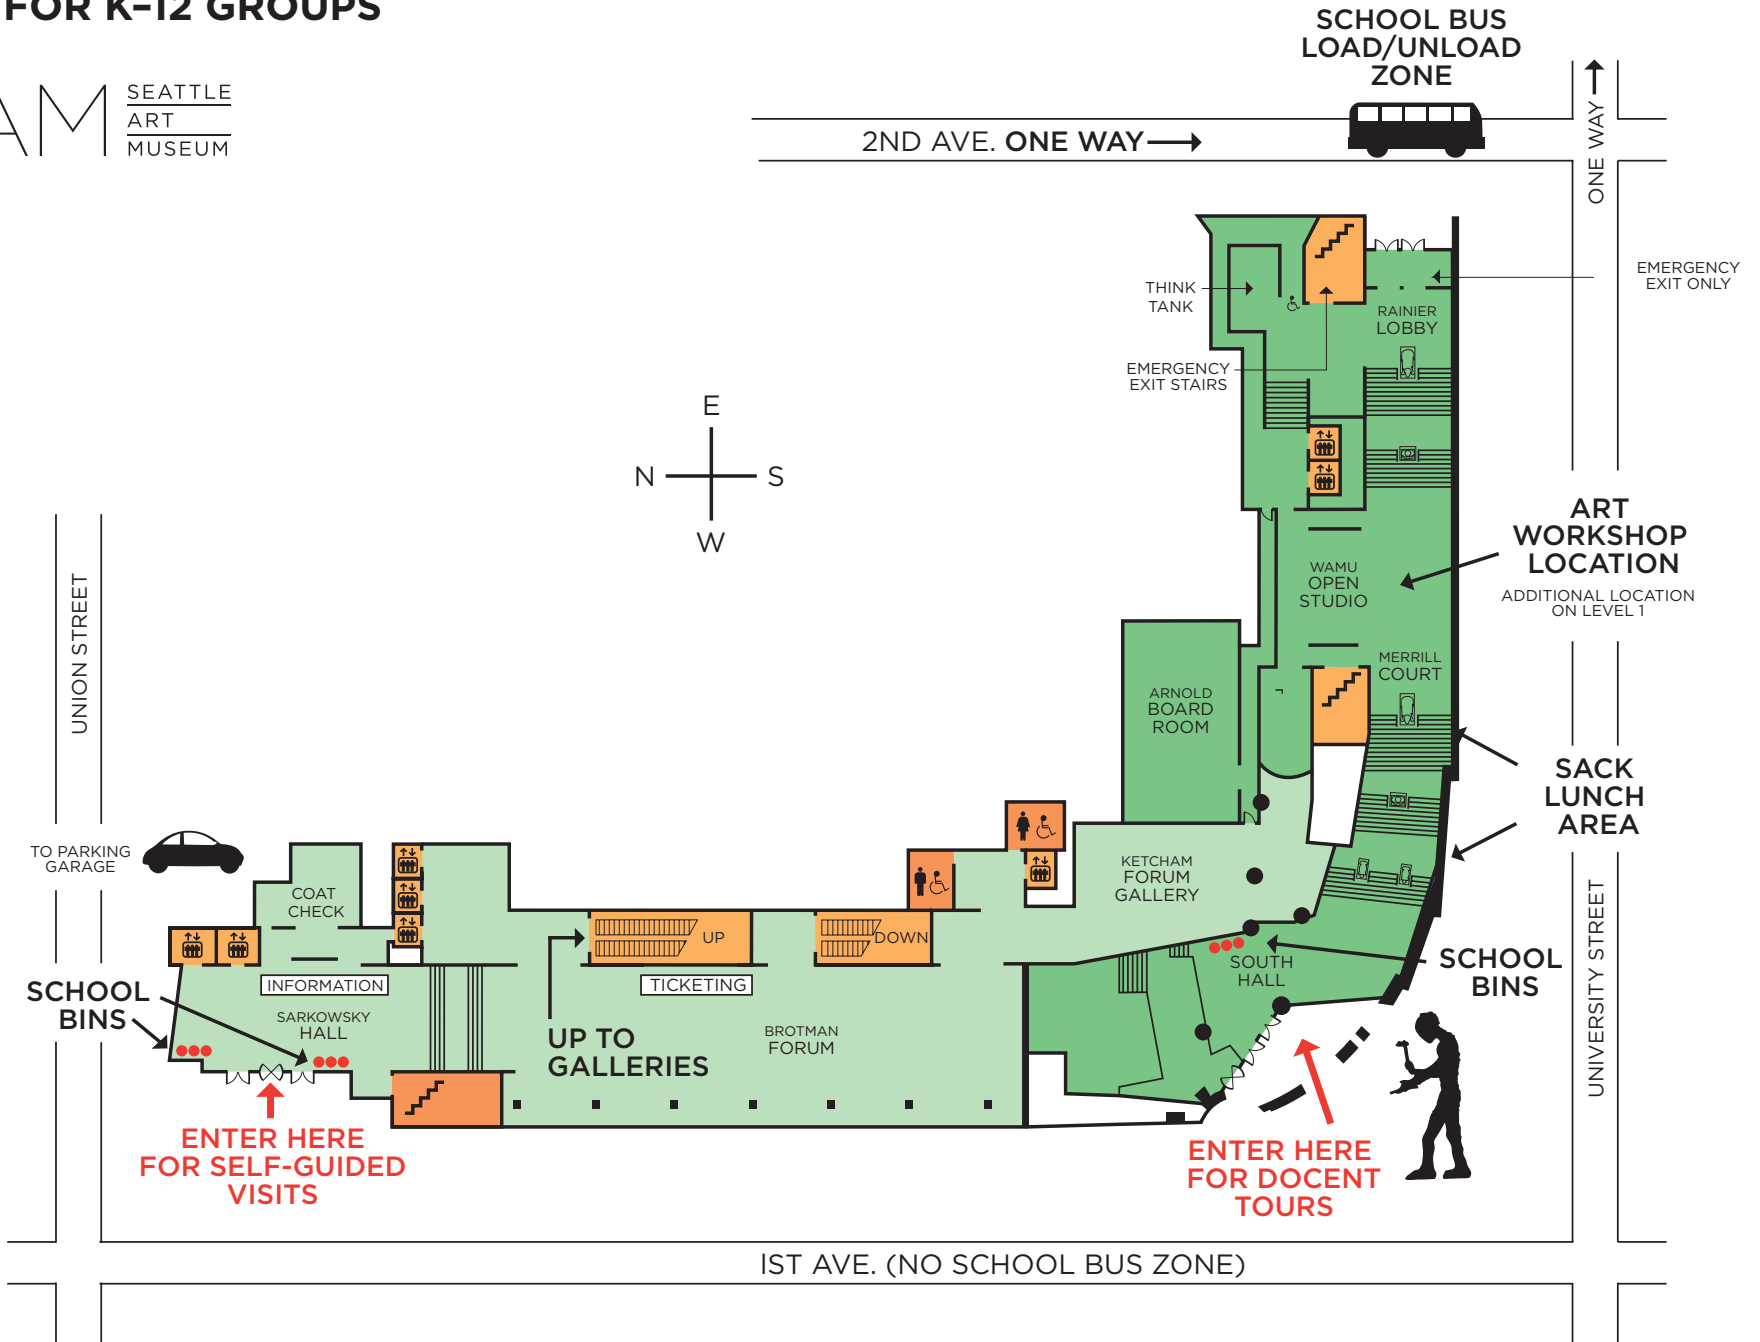 FOR K–12 GROUPS
AM
SEATTLE
ART
MUSEUM
SCHOOL BUS
LOAD/UNLOAD
ZONE
2ND AVE. ONE WAY
ONE WAY
EMERGENCY
EXIT ONLY
THINK
TANK
RAINIER
LOBBY
EMERGENCY
EXIT STAIRS
E
N
S
W
ART
WORKSHOP
LOCATION
ADDITIONAL LOCATION
ON LEVEL 1
WAMU
OPEN
STUDIO
UNION STREET
MERRILL
COURT
ARNOLD
BOARD
ROOM
SACK
LUNCH
AREA
TO PARKING
GARAGE
COAT
CHECK
KETCHAM
FORUM
GALLERY
UP
DOWN
INFORMATION
TICKETING
SOUTH
HALL
SCHOOL
BINS
SCHOOL
BINS
SARKOWSKY
HALL
UP TO
GALLERIES
BROTMAN
FORUM
UNIVERSITY STREET
ENTER HERE
FOR SELF-GUIDED
VISITS
ENTER HERE
FOR DOCENT
TOURS
1ST AVE. (NO SCHOOL BUS ZONE)